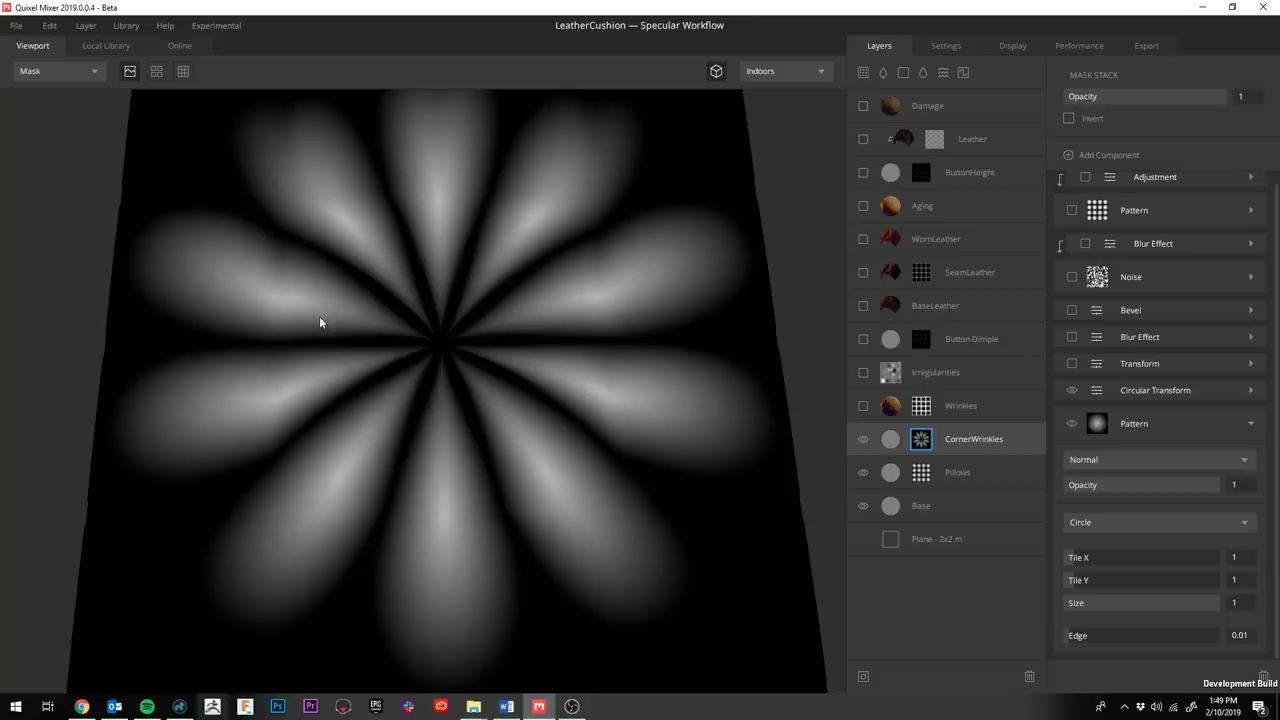 Quixel Mixer 2019.0.0.4 - Beta
File Edit Layer Library Help Experimental
LeatherCushion — Specular Workflow
Viewport Local Library Online
Layers Settings Display Performance Export
Mask
Indoors
MASK STACK
Opacity 1
Invert
Add Component
Damage
Leather
ButtonHeight
Aging
WornLeather
SeamLeather
BaseLeather
Button Dimple
Irregularities
Wrinkles
CornerWrinkles
Pillows
Base
Plane - 2x2 m
Adjustment
Pattern
Blur Effect
Noise
Bevel
Blur Effect
Transform
Circular Transform
Pattern
Normal
Opacity 1
Circle
Tile X 1
Tile Y 1
Size 1
Edge 0.01
Development Build
1:49 PM
2/10/2019